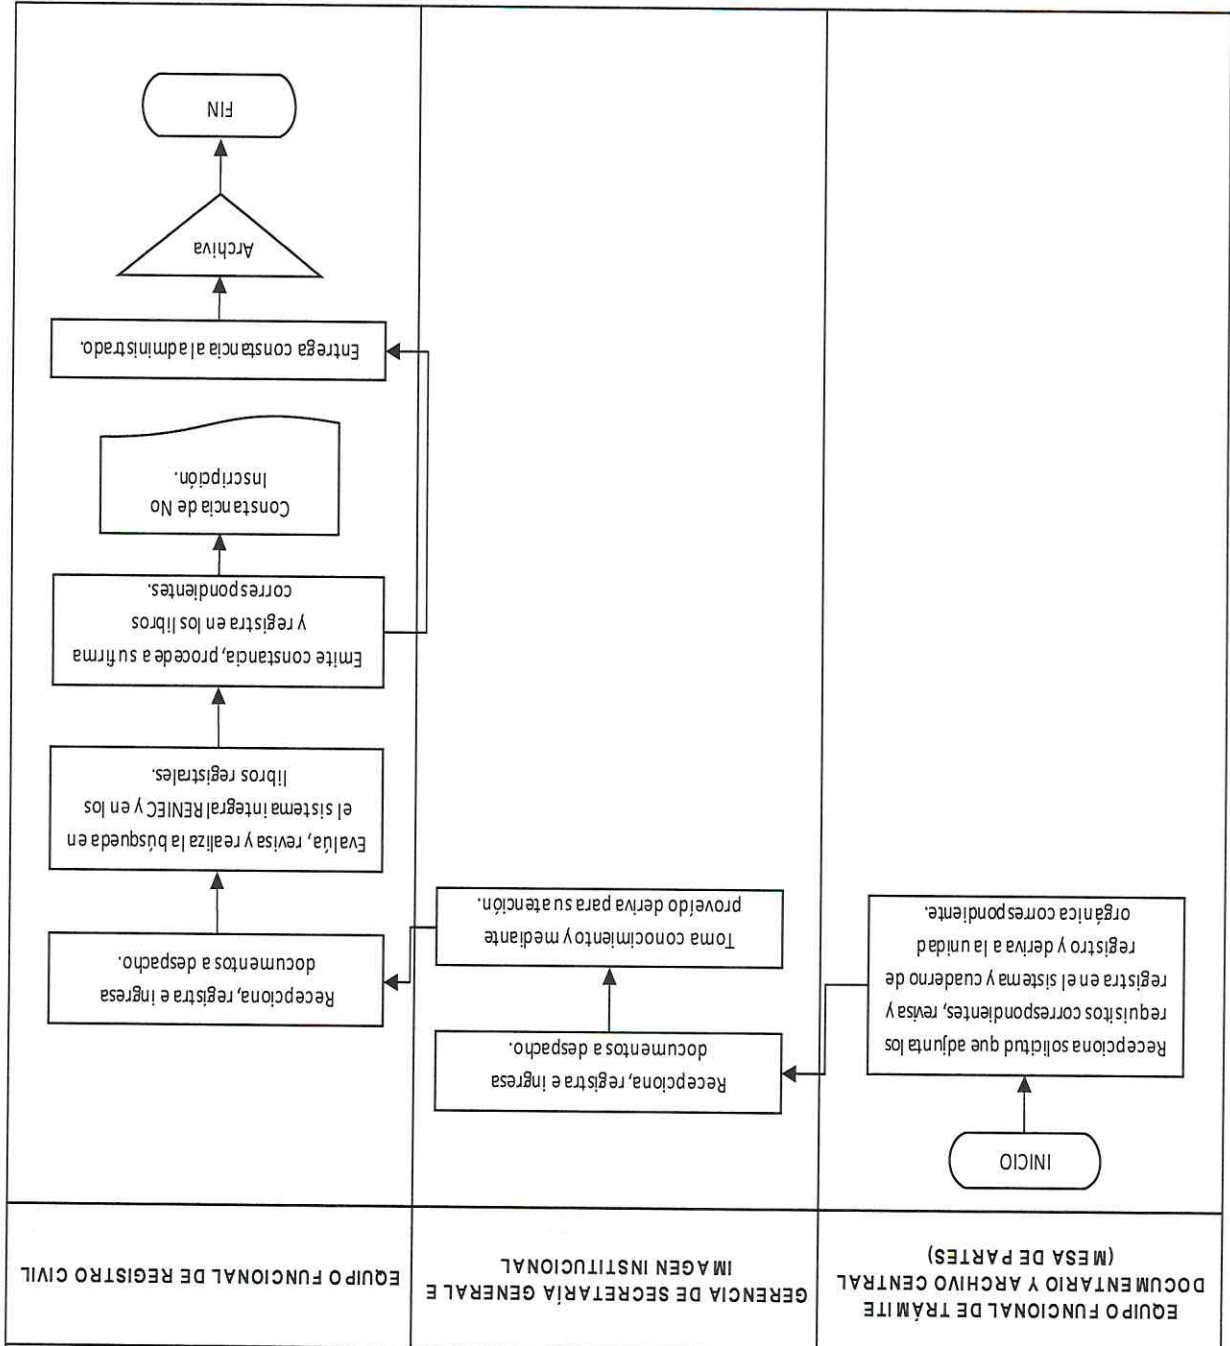 EQUIPO FUNCIONAL DE TRÁMITE
DOCUMENTARIO Y ARCHIVO CENTRAL
(MESA DE PARTES)
GERENCIA DE SECRETARÍA GENERAL E
IMAGEN INSTITUCIONAL
EQUIPO FUNCIONAL DE REGISTRO CIVIL
INICIO
Recepciona solicitud que adjunta los
requisitos correspondientes, revisa y
registra en el sistema y cuaderno de
registro y deriva a la unidad
orgánica correspondiente.
Recepciona, registra e ingresa
documentos a despacho.
Toma conocimiento y mediante
proveído deriva para su atención.
Recepciona, registra e ingresa
documentos a despacho.
Evalúa, revisa y realiza la búsqueda en
el sistema integral RENIEC y en los
libros registrales.
Emite constancia, procede a su firma
y registra en los libros
correspondientes.
Constancia de No
Inscripción.
Entrega constancia al administrado.
Archiva
FIN